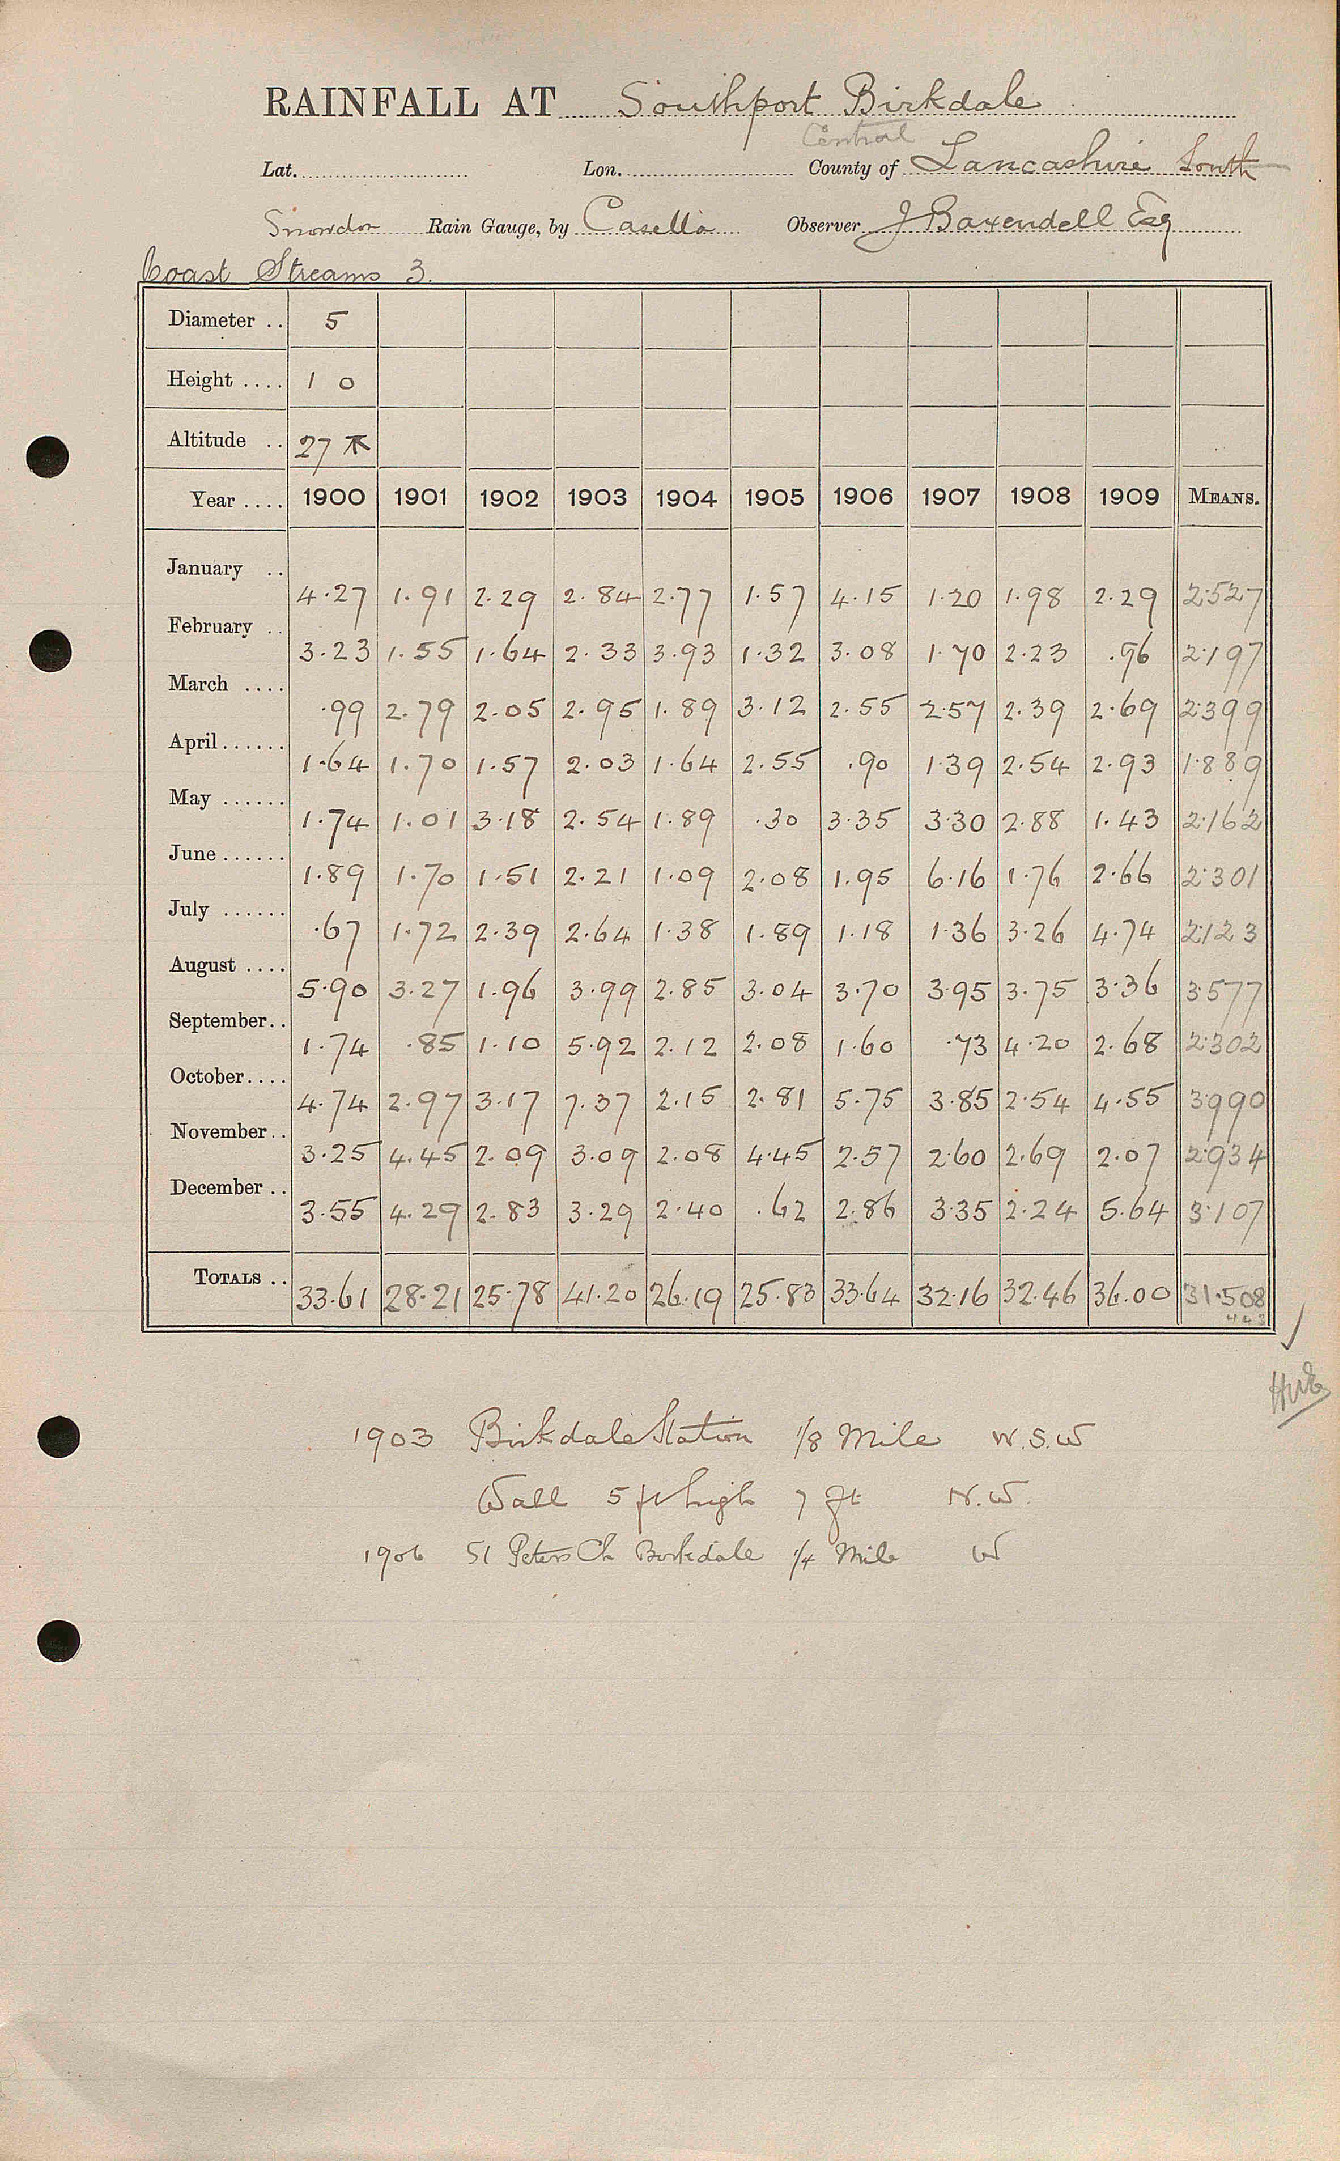 RAINFALL AT Southport Birkdale
Central
Lat. Lon. County of Lancashire South
Snowdon Rain Gauge, by Casella Observer J Baxendell Esq
Coast Streams 3.
Diameter .. 5
Height .... 1 0
Altitude .. 27
Year .... 1900 1901 1902 1903 1904 1905 1906 1907 1908 1909 MEANS.
January .. 4.27 1.91 2.29 2.84 2.77 1.57 4.15 1.20 1.98 2.29 2.527
February .. 3.23 1.55 1.64 2.33 3.93 1.32 3.08 1.70 2.23 .96 2.197
March .... .99 2.79 2.05 2.95 1.89 3.12 2.55 2.57 2.39 2.69 2.399
April...... 1.64 1.70 1.57 2.03 1.64 2.55 .90 1.39 2.54 2.93 1.889
May ...... 1.74 1.01 3.18 2.54 1.89 .30 3.35 3.30 2.88 1.43 2.162
June...... 1.89 1.70 1.51 2.21 1.09 2.08 1.95 6.16 1.76 2.66 2.301
July ...... .67 1.72 2.39 2.64 1.38 1.89 1.18 1.36 3.26 4.74 2.123
August .... 5.90 3.27 1.96 3.99 2.85 3.04 3.70 3.95 3.75 3.36 3.577
September.. 1.74 .85 1.10 5.92 2.12 2.08 1.60 .73 4.20 2.68 2.302
October.... 4.74 2.97 3.17 7.37 2.15 2.81 5.75 3.85 2.54 4.55 3.990
November.. 3.25 4.45 2.09 3.09 2.08 4.45 2.57 2.60 2.69 2.07 2.934
December .. 3.55 4.29 2.83 3.29 2.40 .62 2.86 3.35 2.24 5.64 3.107
TOTALS .. 33.61 28.21 25.78 41.20 26.19 25.83 33.64 32.16 32.46 36.00 31.508
1903 Birkdale Station 1/8 Mile W.S.W
Wall 5 ft high 7 ft N.W.
1906 St Peters Ch Birkdale 1/4 Mile W